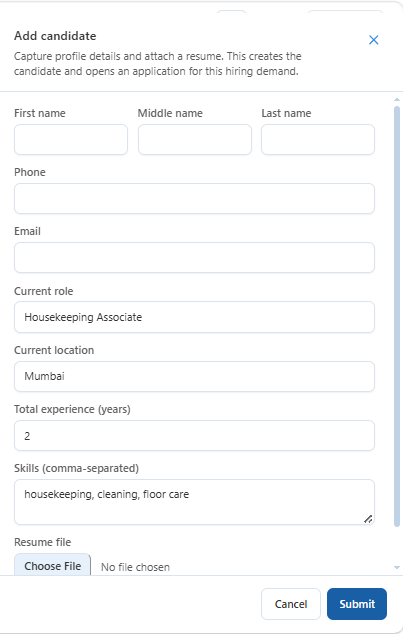 Add candidate
Capture profile details and attach a resume. This creates the
candidate and opens an application for this hiring demand.
First name Middle name Last name
Phone
Email
Current role
Housekeeping Associate
Current location
Mumbai
Total experience (years)
2
Skills (comma-separated)
housekeeping, cleaning, floor care
Resume file
Choose File No file chosen
Cancel Submit